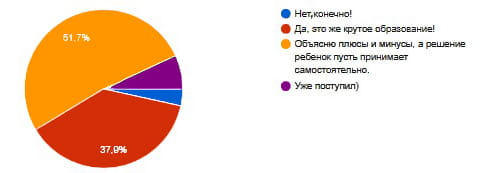 51.7%
37,9%
Нет,конечно!
Да, это же крутое образование!
Объясню плюсы и минусы, а решение
ребенок пусть принимает
самостоятельно.
Уже поступил)